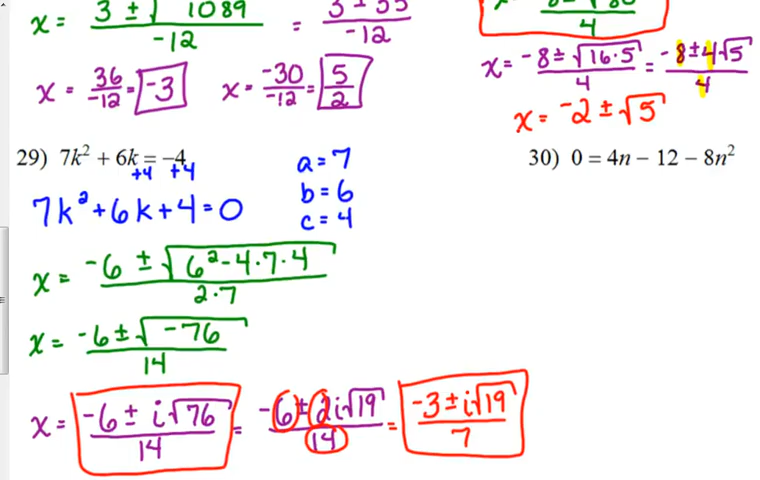 x = 3 ± √1089 / -12 = 3 ± 33 / -12
x = 36/-12 = -3   x = -30/-12 = 5/2
4
x = -8 ± √16·5 / 4 = -8 ± 4√5 / 4
x = -2 ± √5
29) 7k² + 6k = -4
+4 +4
7k² + 6k + 4 = 0
a = 7
b = 6
c = 4
x = -6 ± √6² - 4·7·4 / 2·7
x = -6 ± √-76 / 14
x = -6 ± i√76 / 14 = -6 ± 2i√19 / 14 = -3 ± i√19 / 7
30) 0 = 4n - 12 - 8n²